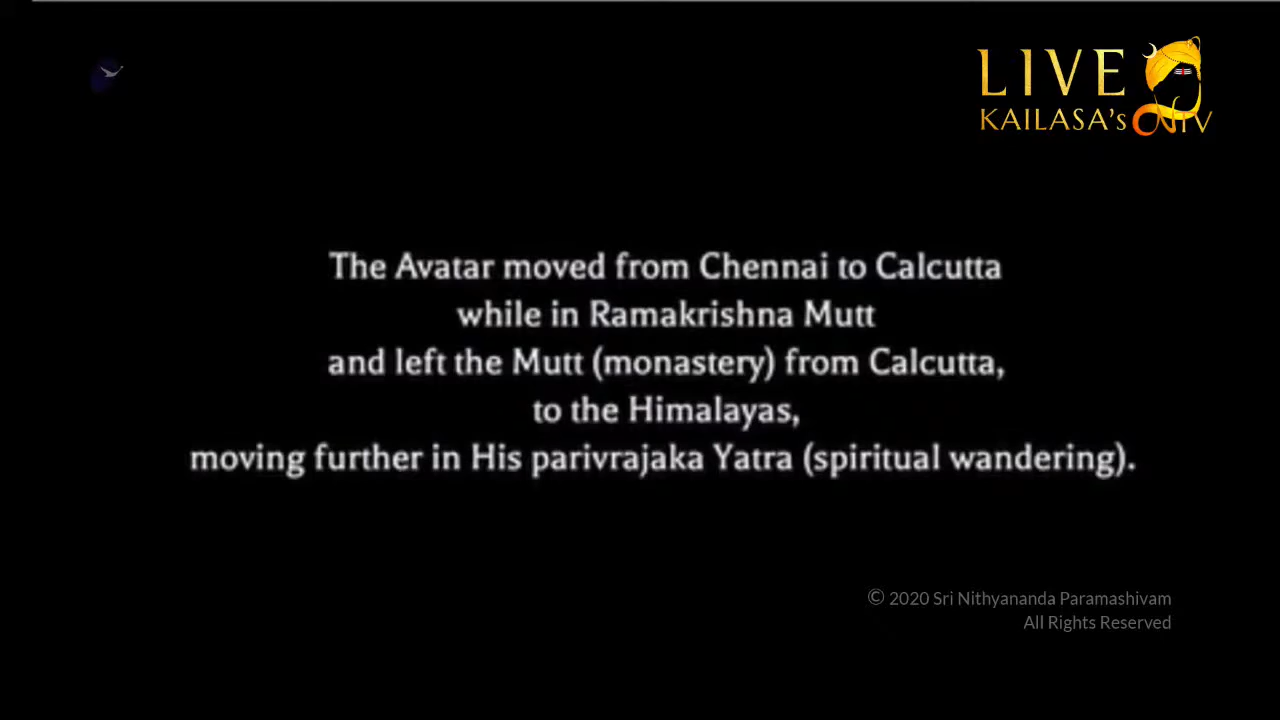 LIVE
KAILASA's NTV
The Avatar moved from Chennai to Calcutta
while in Ramakrishna Mutt
and left the Mutt (monastery) from Calcutta,
to the Himalayas,
moving further in His parivrajaka Yatra (spiritual wandering).
© 2020 Sri Nithyananda Paramashivam
All Rights Reserved